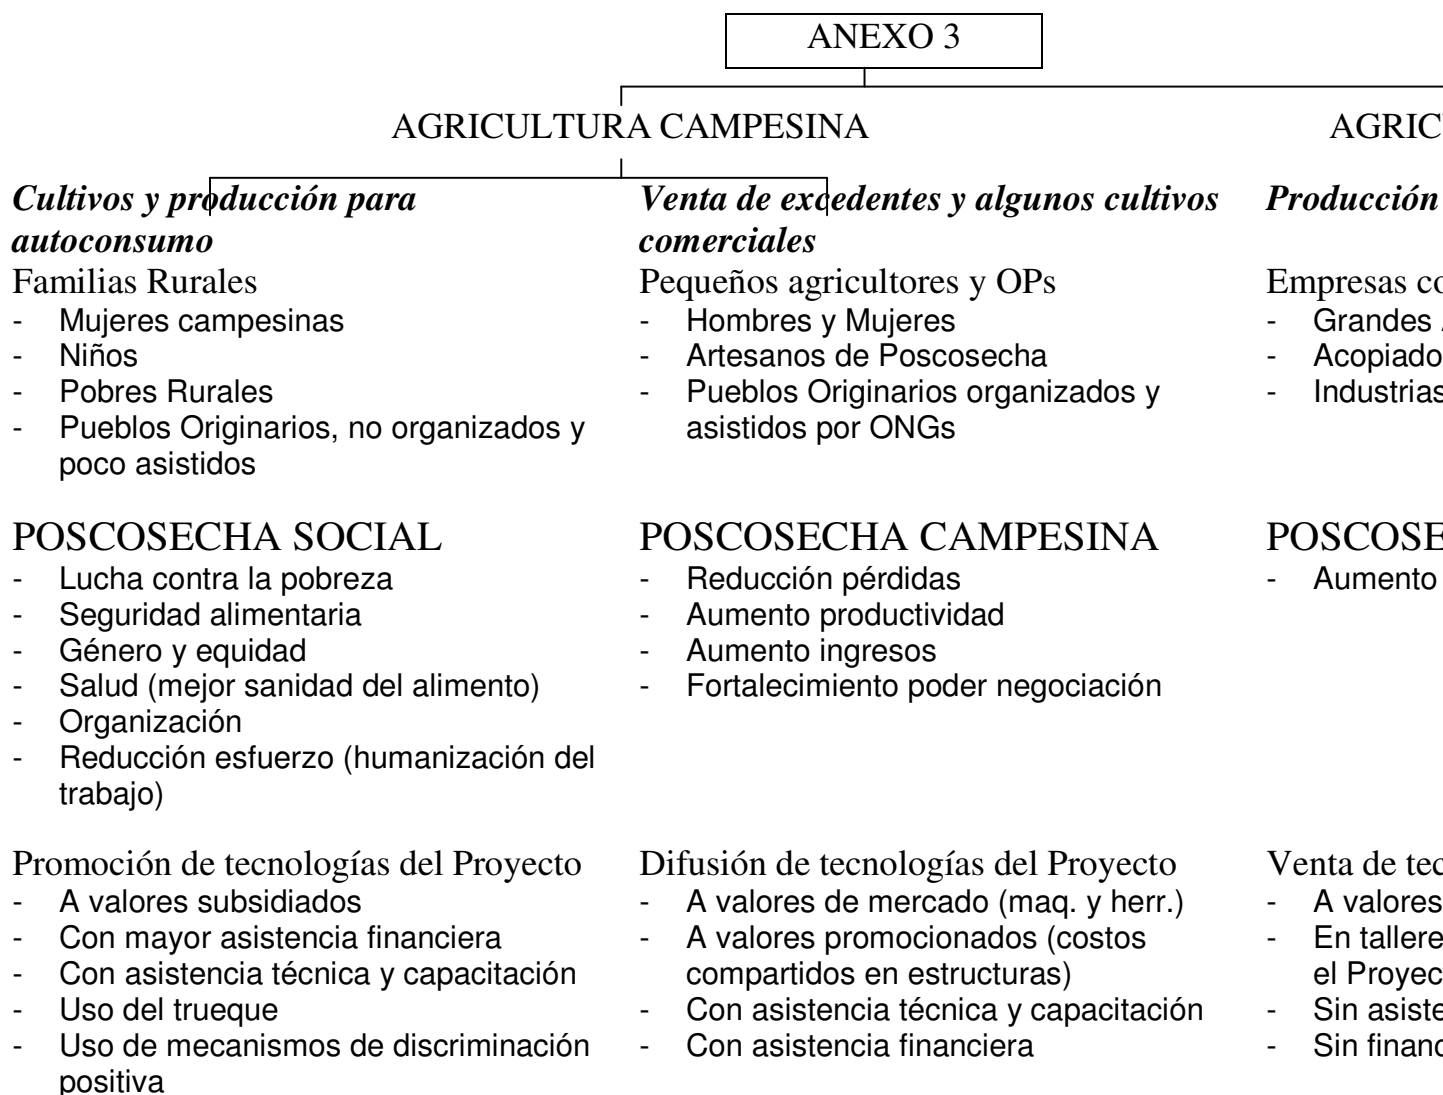 ANEXO 3
AGRICULTURA CAMPESINA
Cultivos y producción para
autoconsumo
Familias Rurales
- Mujeres campesinas
- Niños
- Pobres Rurales
- Pueblos Originarios, no organizados y
poco asistidos
POSCOSECHA SOCIAL
- Lucha contra la pobreza
- Seguridad alimentaria
- Género y equidad
- Salud (mejor sanidad del alimento)
- Organización
- Reducción esfuerzo (humanización del
trabajo)
Promoción de tecnologías del Proyecto
- A valores subsidiados
- Con mayor asistencia financiera
- Con asistencia técnica y capacitación
- Uso del trueque
- Uso de mecanismos de discriminación
positiva
Venta de excedentes y algunos cultivos
comerciales
Pequeños agricultores y OPs
- Hombres y Mujeres
- Artesanos de Poscosecha
- Pueblos Originarios organizados y
asistidos por ONGs
POSCOSECHA CAMPESINA
- Reducción pérdidas
- Aumento productividad
- Aumento ingresos
- Fortalecimiento poder negociación
Difusión de tecnologías del Proyecto
- A valores de mercado (maq. y herr.)
- A valores promocionados (costos
compartidos en estructuras)
- Con asistencia técnica y capacitación
- Con asistencia financiera
AGRIC
Producción
Empresas co
- Grandes
- Acopiado
- Industrias
POSCOSE
- Aumento
Venta de tec
- A valores
- En tallere
el Proyec
- Sin asiste
- Sin financ